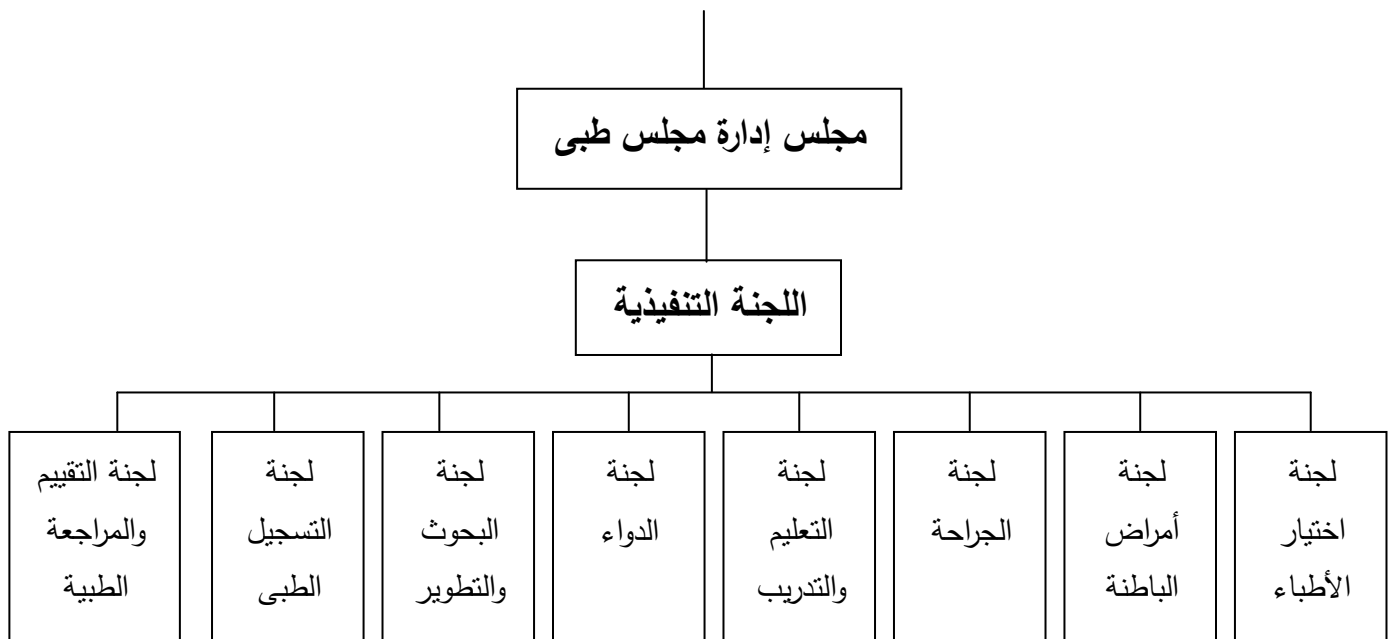 مجلس إدارة مجلس طبى
اللجنة التنفيذية
لجنة
اختيار
الأطباء
لجنة
أمراض
الباطنة
لجنة
الجراحة
لجنة
التعليم
والتدريب
لجنة
الدواء
لجنة
البحوث
والتطوير
لجنة
التسجيل
الطبى
لجنة التقييم
والمراجعة
الطبية